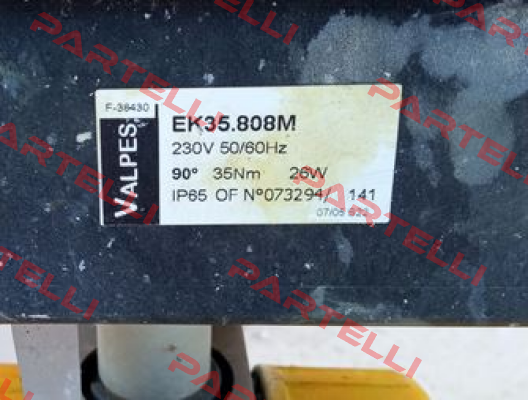 F-38430
VALPES
EK35.808M
230V 50/60Hz
90° 35Nm 26W
IP65 OF N°073294/ 141
PARTELLI
PARTELLI
PARTELLI
PARTELLI
PARTELLI
PARTELLI